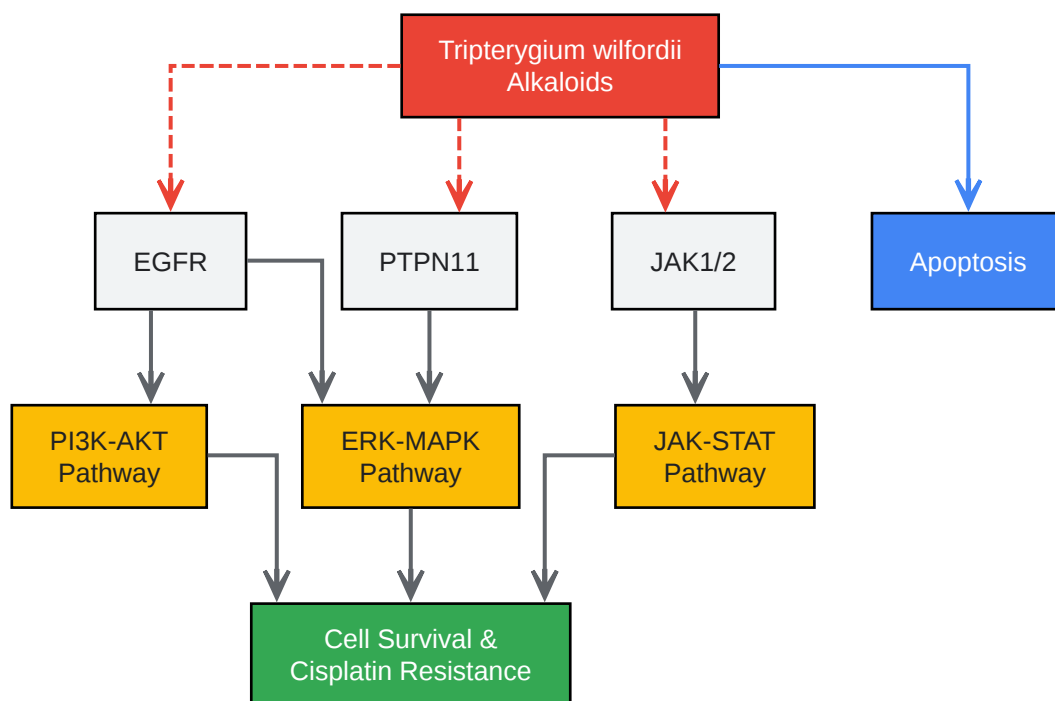 Tripterygium wilfordii
Alkaloids
EGFR
PTPN11
JAK1/2
Apoptosis
PI3K-AKT
Pathway
ERK-MAPK
Pathway
JAK-STAT
Pathway
Cell Survival &
Cisplatin Resistance